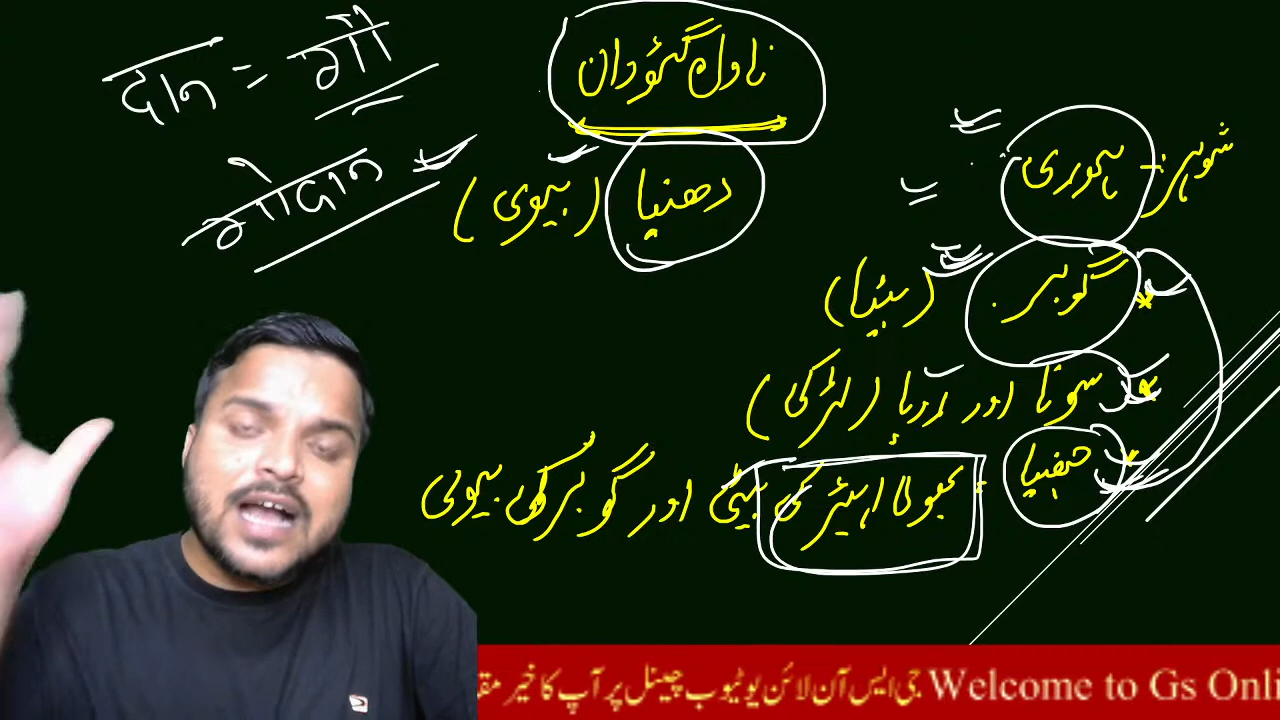 दान = गौ
ناول گئودان
गोदान
شوہر :- ہوری
دھنیا (بیوی)
* گوبر (بیٹا)
* سونا اور روپا (لڑکی)
* جھنیا : بھولا اہیر کی بیٹی اور گوبر کی بیوی
جی ایس آن لائن یوٹیوب چینل پر آپ کا خیر مقد Welcome to Gs Onli